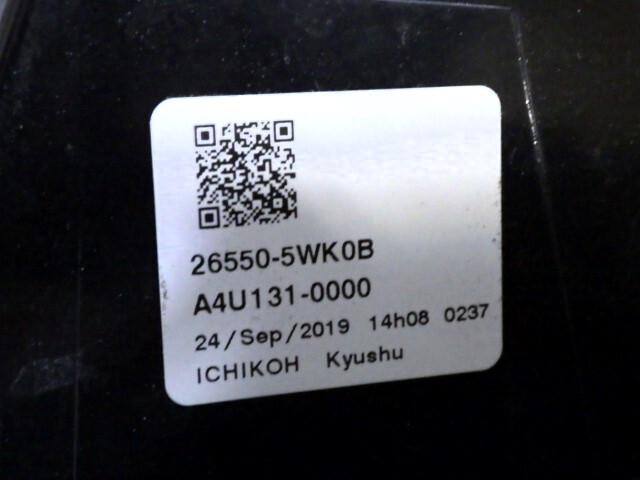 26550-5WK0B
A4U131-0000
24/Sep/2019 14h08 0237
ICHIKOH Kyushu